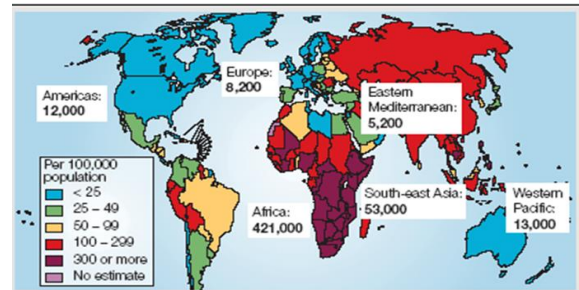 Europe:
8,200
Americas:
12,000
Eastern
Mediterranean:
5,200
Per 100,000
population
< 25
25 – 49
50 – 99
100 – 299
300 or more
No estimate
Africa:
421,000
South-east Asia:
53,000
Western
Pacific:
13,000